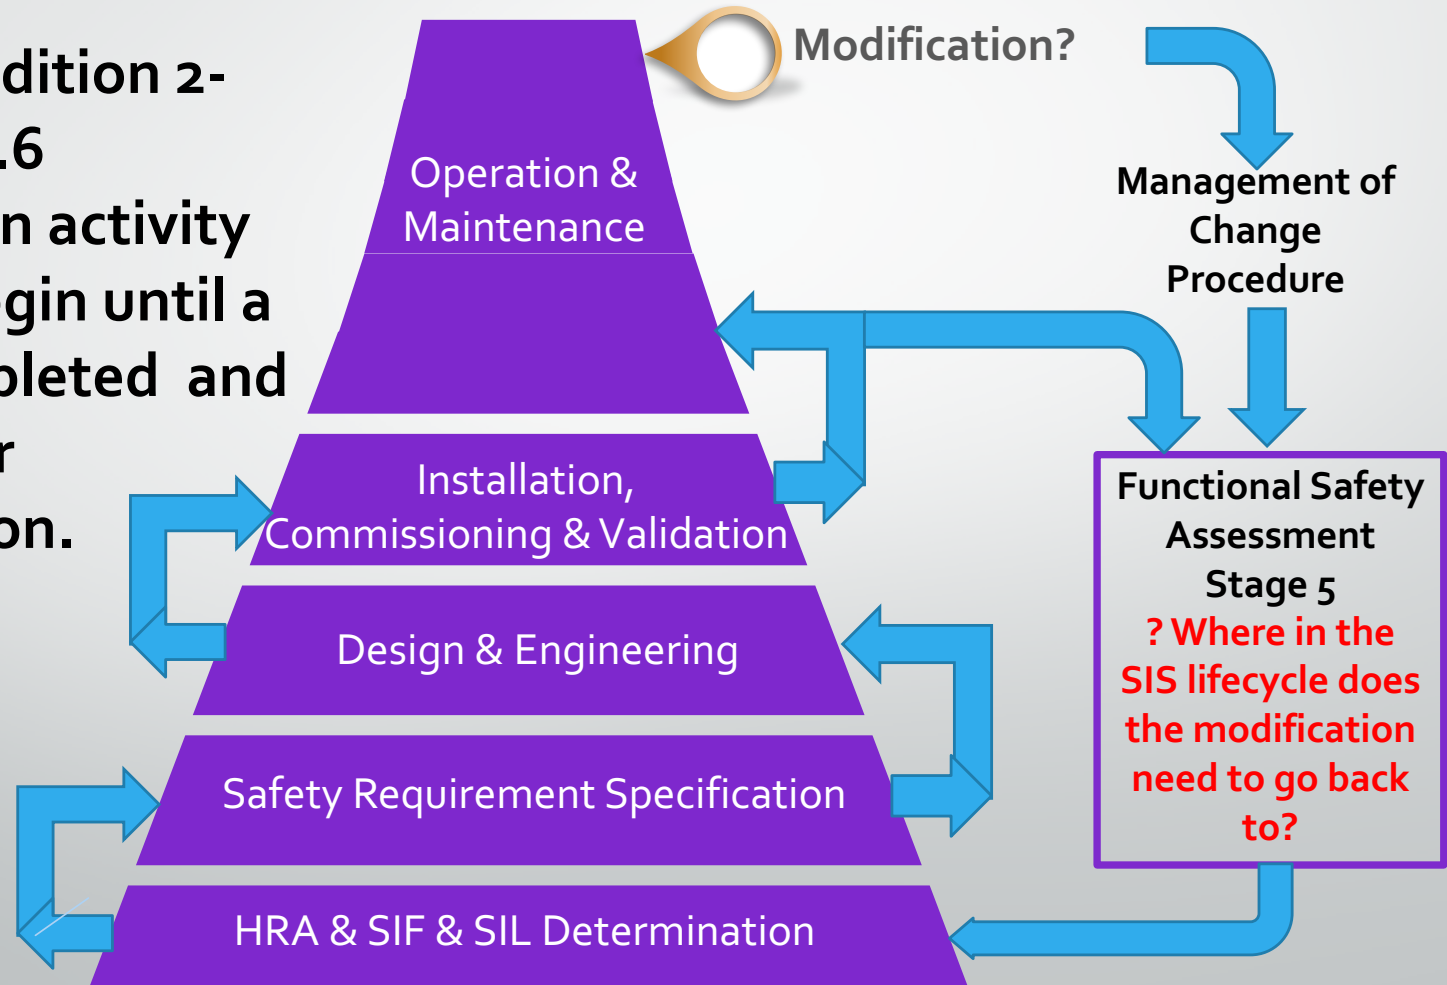 dition 2-
.6
n activity
gin until a
pleted and
r
on.
Modification?
Operation &
Maintenance
Management of
Change
Procedure
Installation,
Commissioning & Validation
Functional Safety
Assessment
Stage 5
? Where in the
SIS lifecycle does
the modification
need to go back
to?
Design & Engineering
Safety Requirement Specification
HRA & SIF & SIL Determination